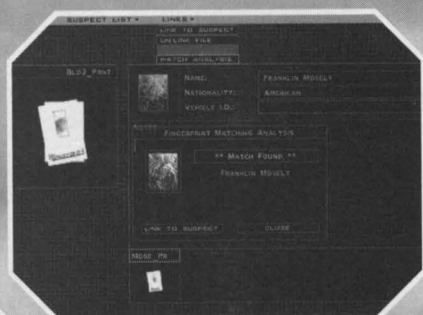 SUSPECT LIST LINKS
LINK TO SUSPECT
UNLINK FILE
MATCH ANALYSIS
NAME: FRANKLIN MOSELY
NATIONALITY: AMERICAN
VEHICLE I.D.:
FINGERPRINT MATCHING ANALYSIS
** MATCH FOUND **
FRANKLIN MOSELY
LINK TO SUSPECT CLOSE